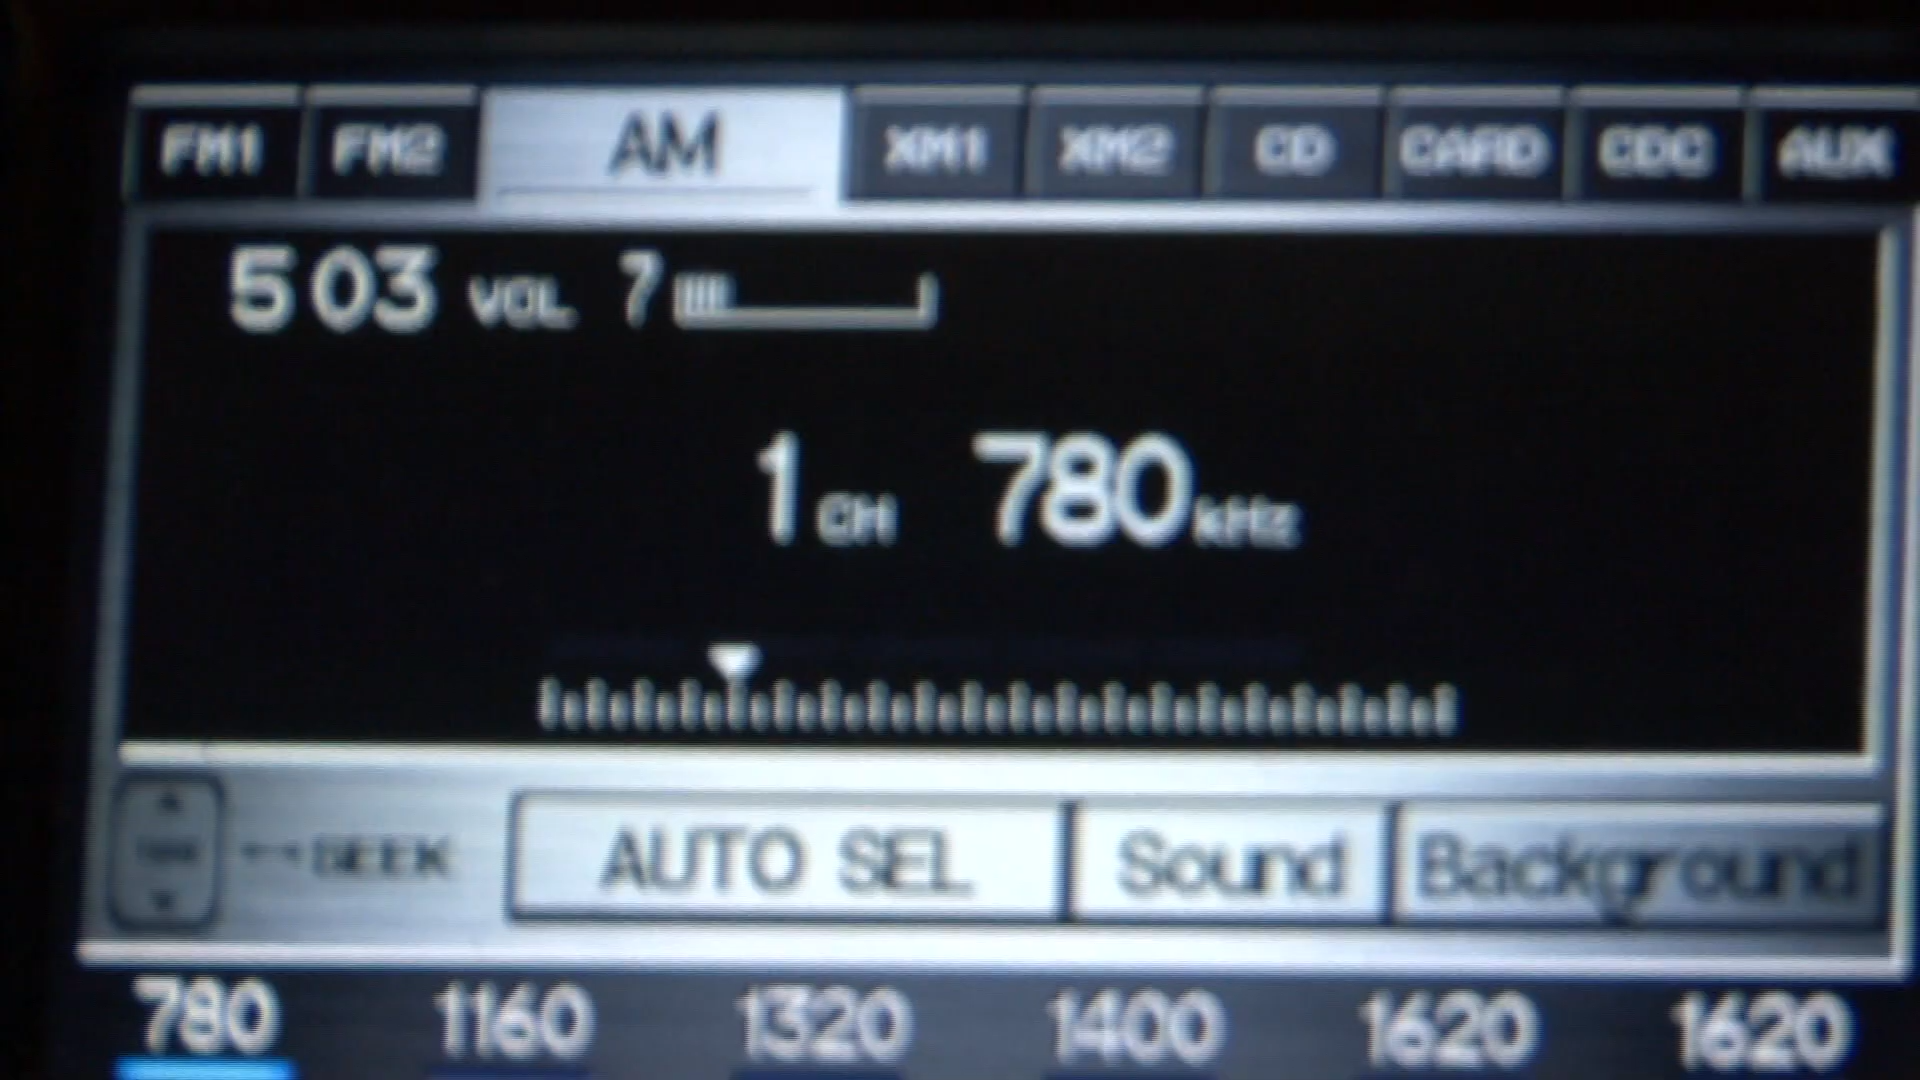 FM1 FM2 AM XM1 XM2 CD CARD CDC AUX
5 03 VOL 7
1 CH 780 kHz
SEEK AUTO SEL Sound Background
780 1160 1320 1400 1620 1620